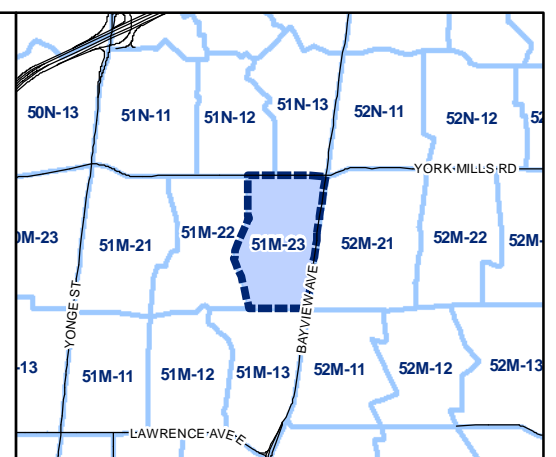 50N-13
51N-11
51N-12
51N-13
52N-11
52N-12
52
YORK MILLS RD
0M-23
51M-21
51M-22
51M-23
52M-21
52M-22
52M-
YONGE ST
BAYVIEW AVE
-13
51M-11
51M-12
51M-13
52M-11
52M-12
52M-13
LAWRENCE AVE E